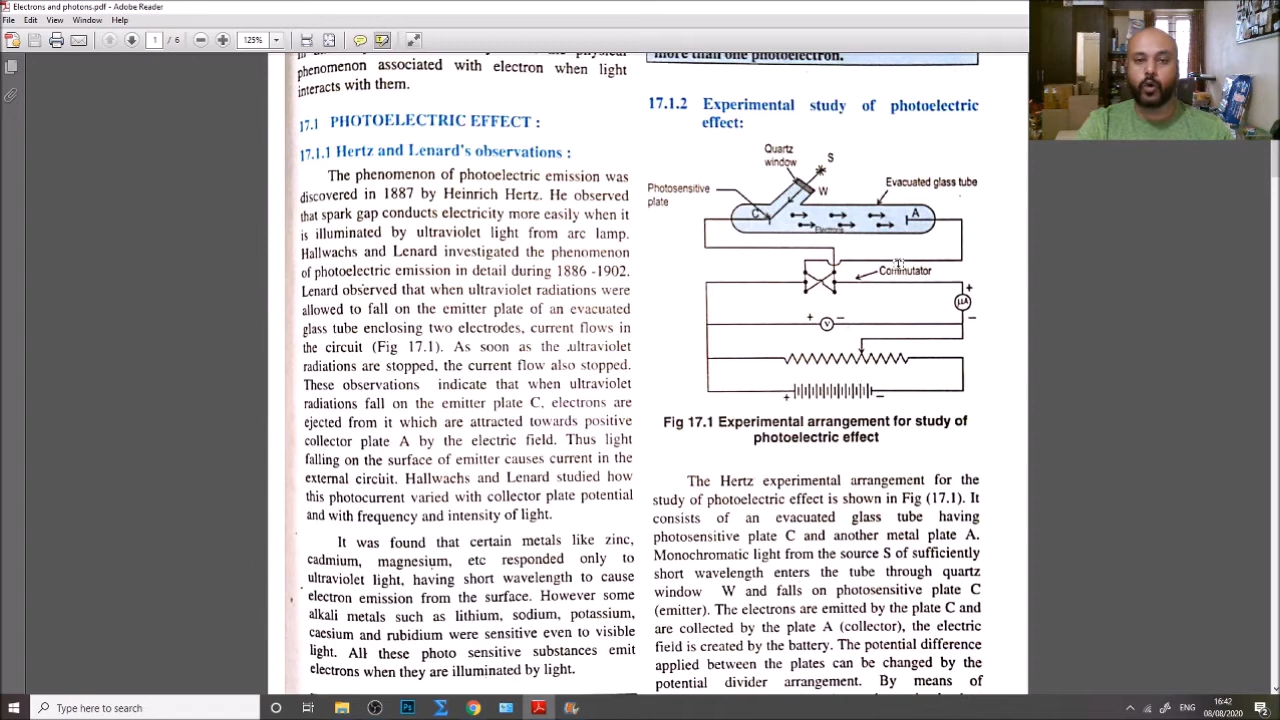 Electrons and photons.pdf - Adobe Reader
File Edit View Window Help
1 / 6 125%
phenomenon associated with electron when light
interacts with them.
17.1 PHOTOELECTRIC EFFECT :
17.1.1 Hertz and Lenard's observations :
The phenomenon of photoelectric emission was
discovered in 1887 by Heinrich Hertz. He observed
that spark gap conducts electricity more easily when it
is illuminated by ultraviolet light from arc lamp.
Hallwachs and Lenard investigated the phenomenon
of photoelectric emission in detail during 1886 -1902.
Lenard observed that when ultraviolet radiations were
allowed to fall on the emitter plate of an evacuated
glass tube enclosing two electrodes, current flows in
the circuit (Fig 17.1). As soon as the ultraviolet
radiations are stopped, the current flow also stopped.
These observations indicate that when ultraviolet
radiations fall on the emitter plate C, electrons are
ejected from it which are attracted towards positive
collector plate A by the electric field. Thus light
falling on the surface of emitter causes current in the
external circuit. Hallwachs and Lenard studied how
this photocurrent varied with collector plate potential
and with frequency and intensity of light.
It was found that certain metals like zinc,
cadmium, magnesium, etc responded only to
ultraviolet light, having short wavelength to cause
electron emission from the surface. However some
alkali metals such as lithium, sodium, potassium,
caesium and rubidium were sensitive even to visible
light. All these photo sensitive substances emit
electrons when they are illuminated by light.
more than one photoelectron.
17.1.2 Experimental study of photoelectric
effect:
Quartz
window
S
W
Photosensitive
plate
Evacuated glass tube
C
A
Electrons
Commutator
+
μA
−
+ V −
+ −
Fig 17.1 Experimental arrangement for study of
photoelectric effect
The Hertz experimental arrangement for the
study of photoelectric effect is shown in Fig (17.1). It
consists of an evacuated glass tube having
photosensitive plate C and another metal plate A.
Monochromatic light from the source S of sufficiently
short wavelength enters the tube through quartz
window W and falls on photosensitive plate C
(emitter). The electrons are emitted by the plate C and
are collected by the plate A (collector), the electric
field is created by the battery. The potential difference
applied between the plates can be changed by the
potential divider arrangement. By means of
Type here to search
16:42
08/08/2020